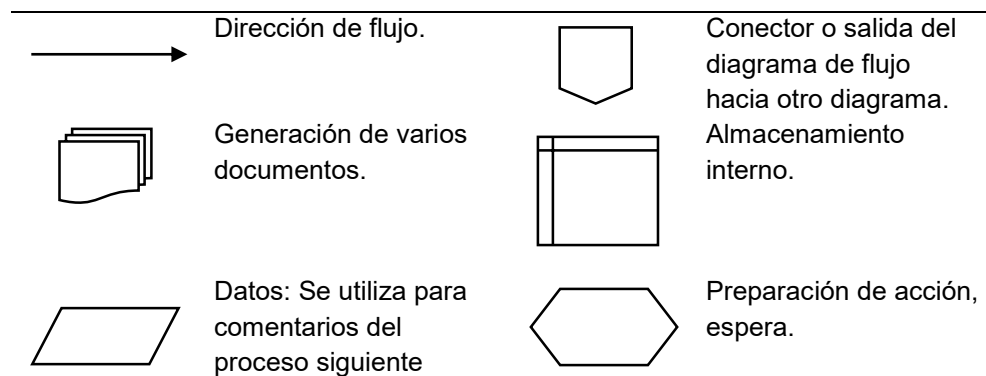 Dirección de flujo.
Conector o salida del
diagrama de flujo
hacia otro diagrama.
Generación de varios
documentos.
Almacenamiento
interno.
Datos: Se utiliza para
comentarios del
proceso siguiente
Preparación de acción,
espera.